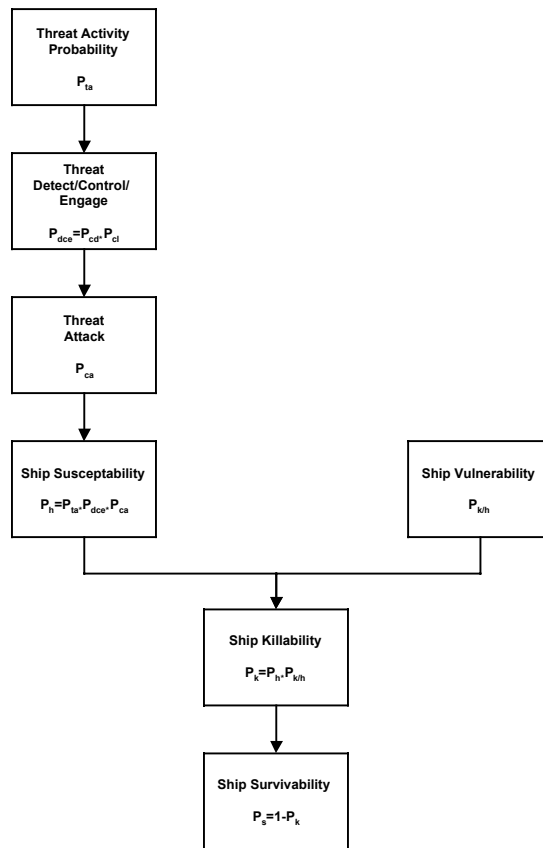 Threat Activity
Probability
Pta
Threat
Detect/Control/
Engage
Pdce=Pcd*Pcl
Threat
Attack
Pca
Ship Susceptability
Ph=Pta*Pdce*Pca
Ship Vulnerability
Pk/h
Ship Killability
Pk=Ph*Pk/h
Ship Survivability
Ps=1-Pk